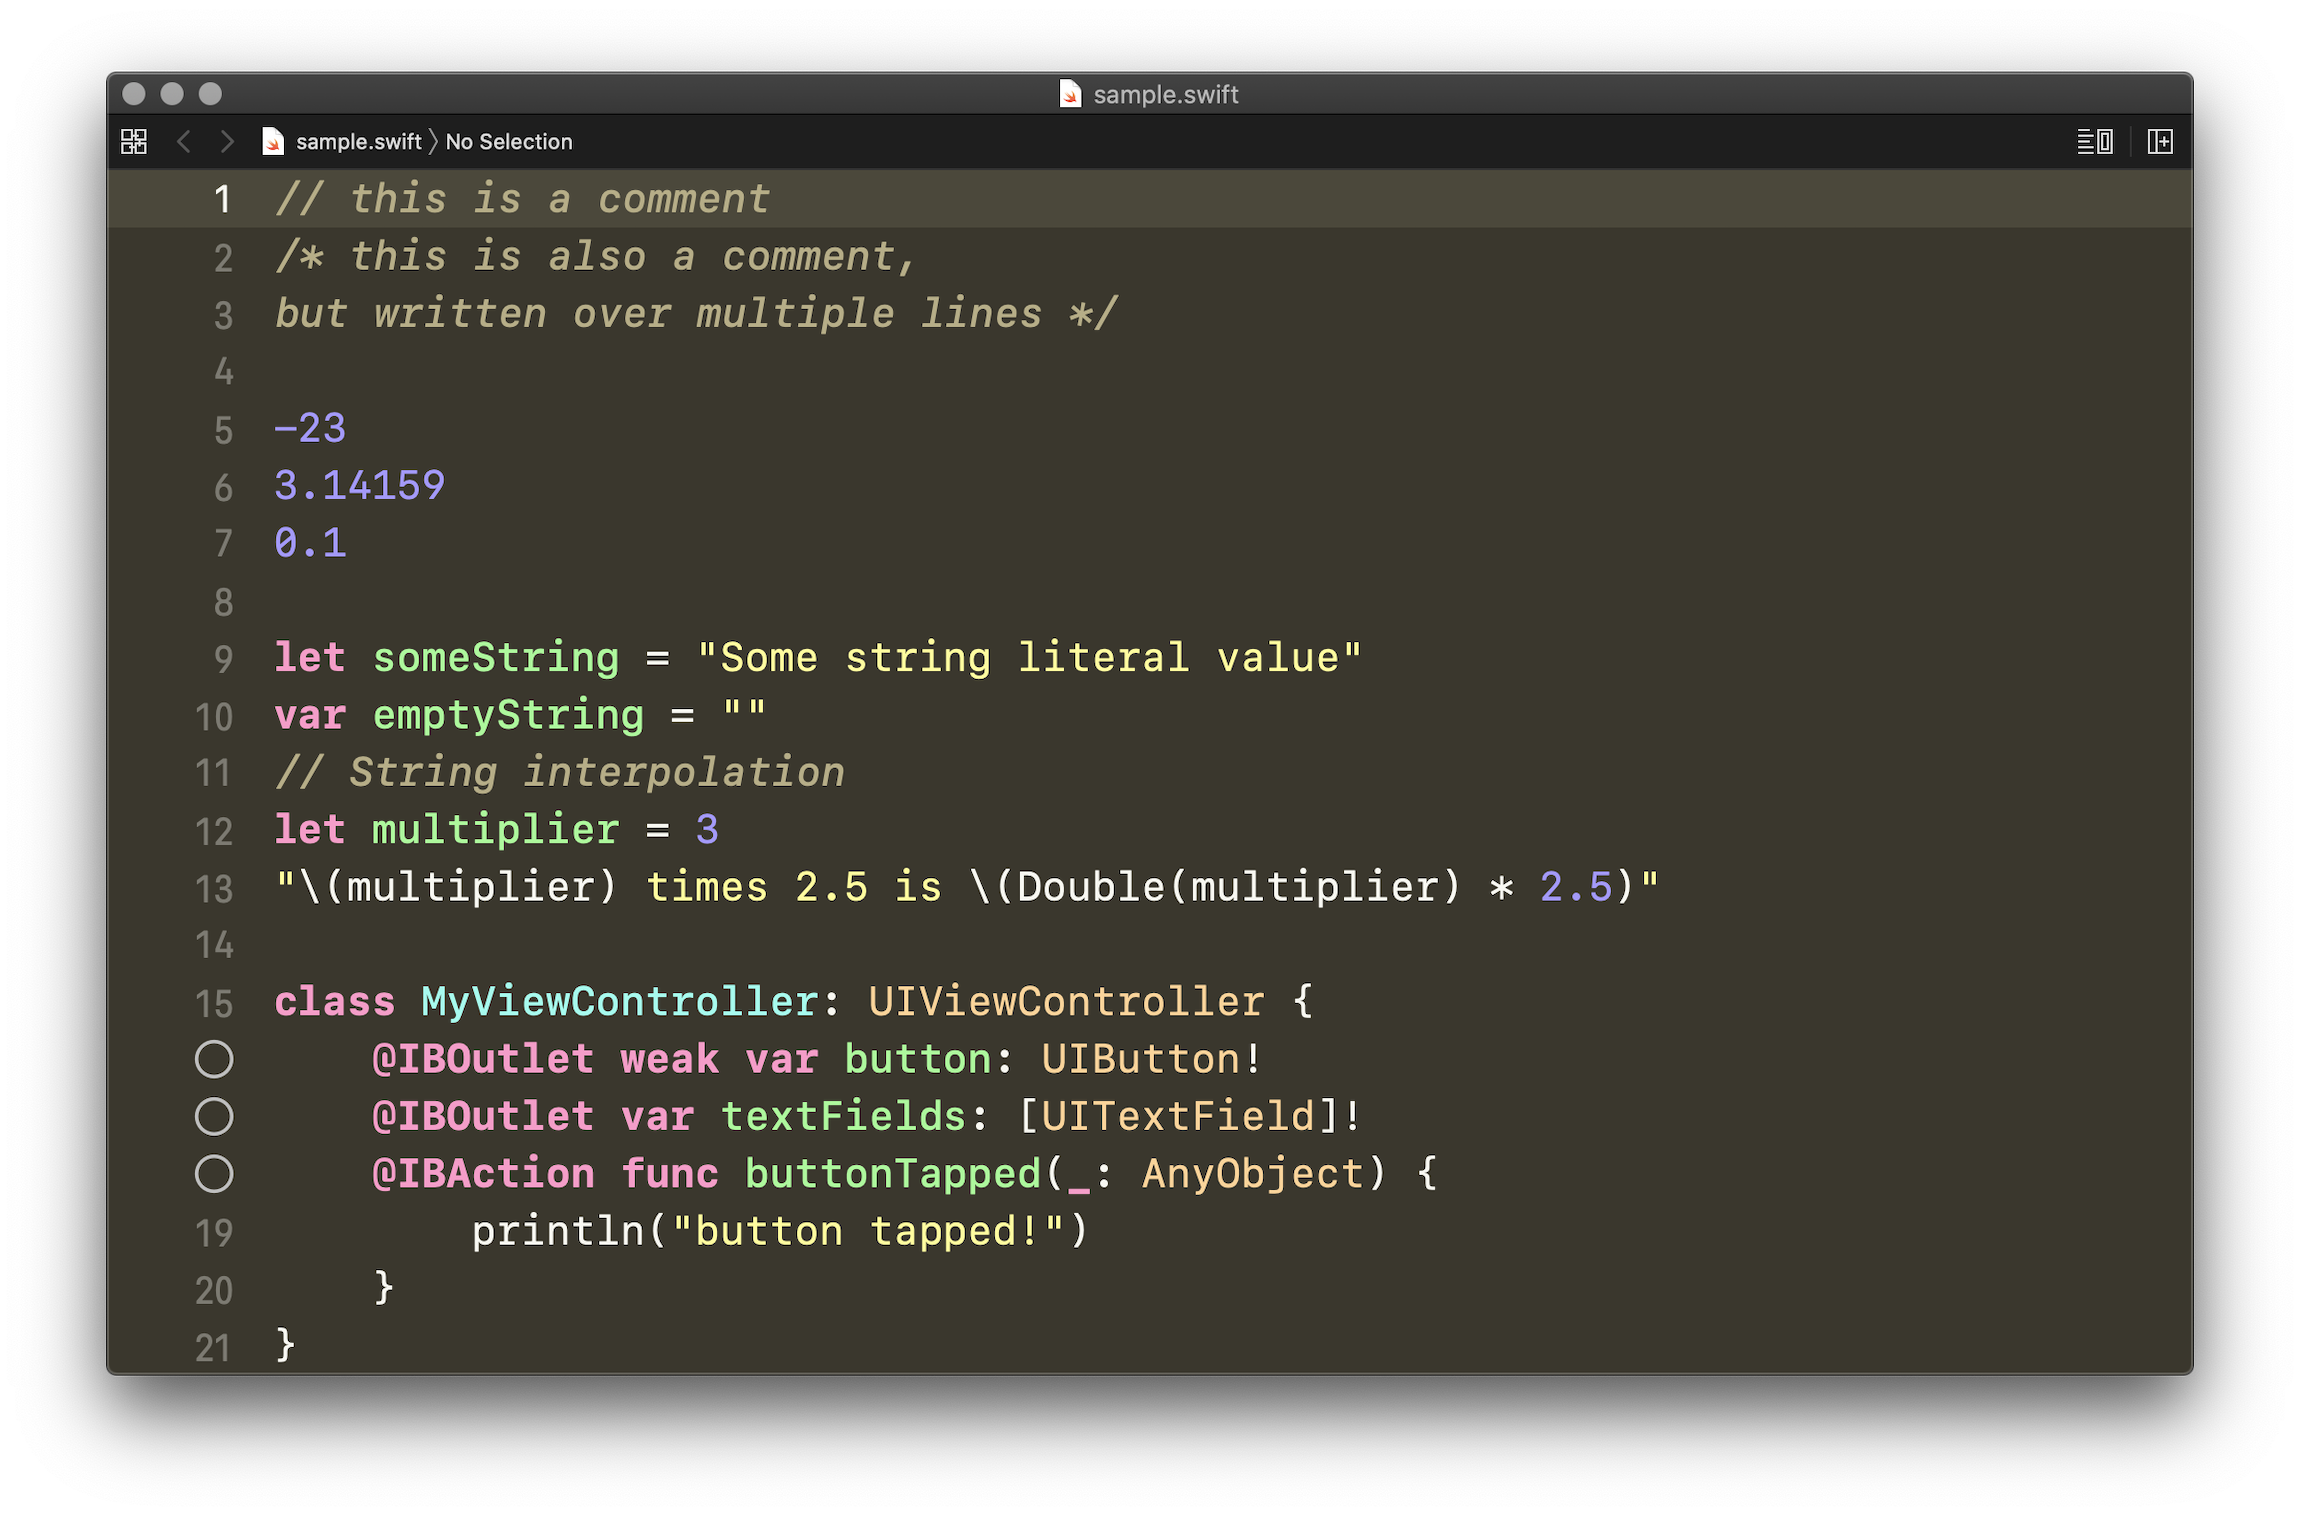 sample.swift
sample.swift 〉 No Selection
1 // this is a comment
2 /* this is also a comment,
3 but written over multiple lines */
4
5 -23
6 3.14159
7 0.1
8
9 let someString = "Some string literal value"
10 var emptyString = ""
11 // String interpolation
12 let multiplier = 3
13 "\(multiplier) times 2.5 is \(Double(multiplier) * 2.5)"
14
15 class MyViewController: UIViewController {
    @IBOutlet weak var button: UIButton!
    @IBOutlet var textFields: [UITextField]!
    @IBAction func buttonTapped(_: AnyObject) {
19         println("button tapped!")
20     }
21 }